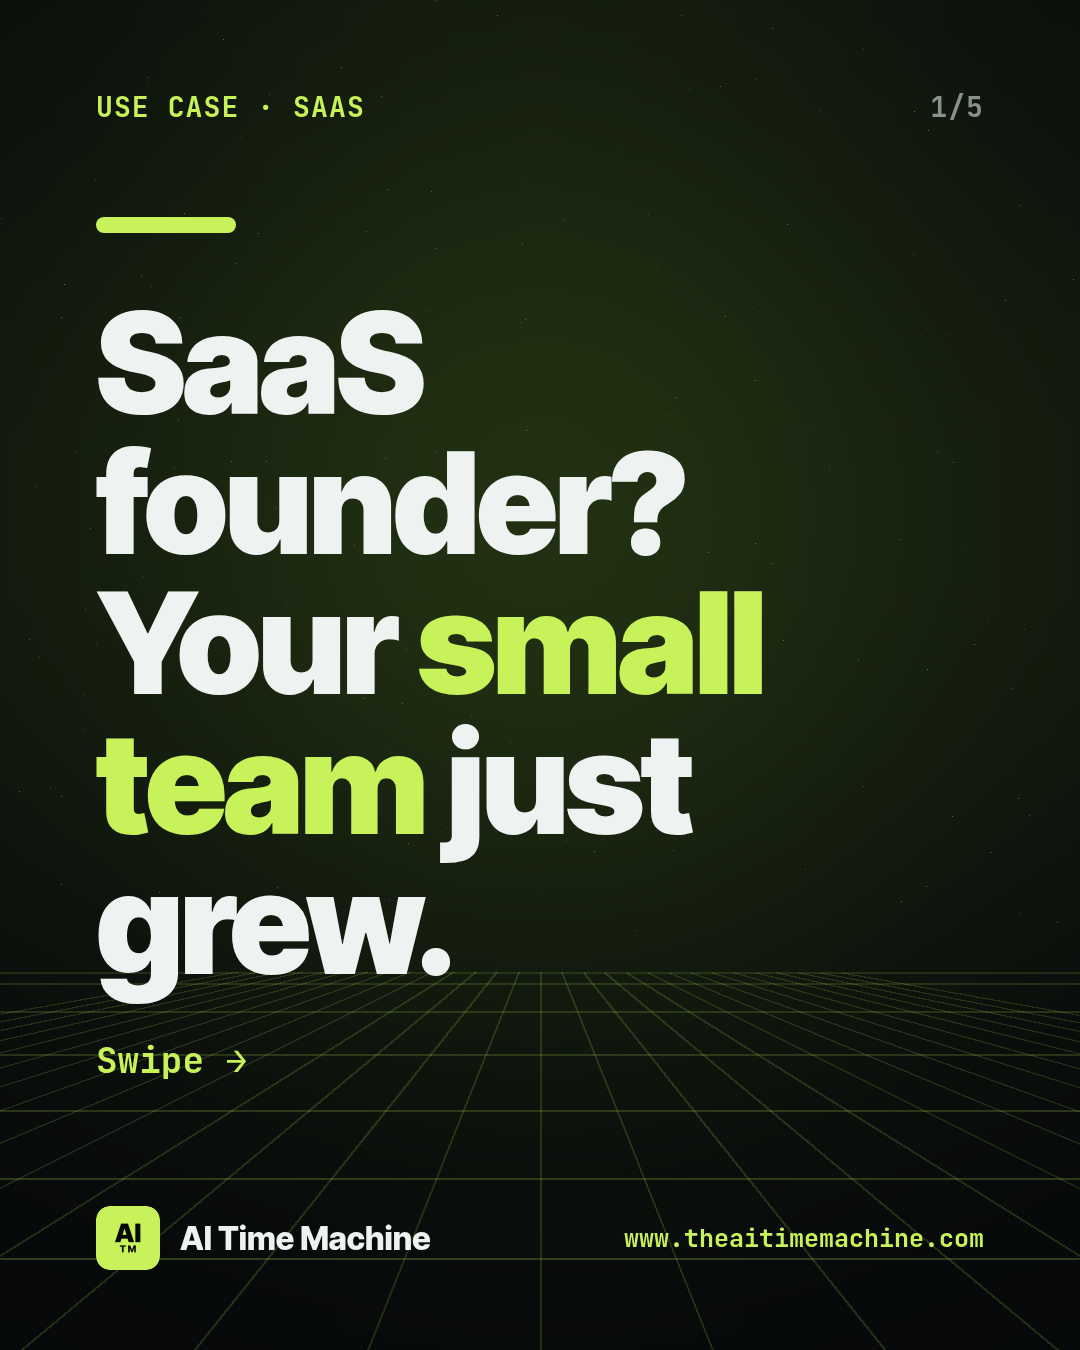 USE CASE · SAAS
1/5
SaaS
founder?
Your small
team just
grew.
Swipe →
AI
TM
AI Time Machine
www.theaitimemachine.com